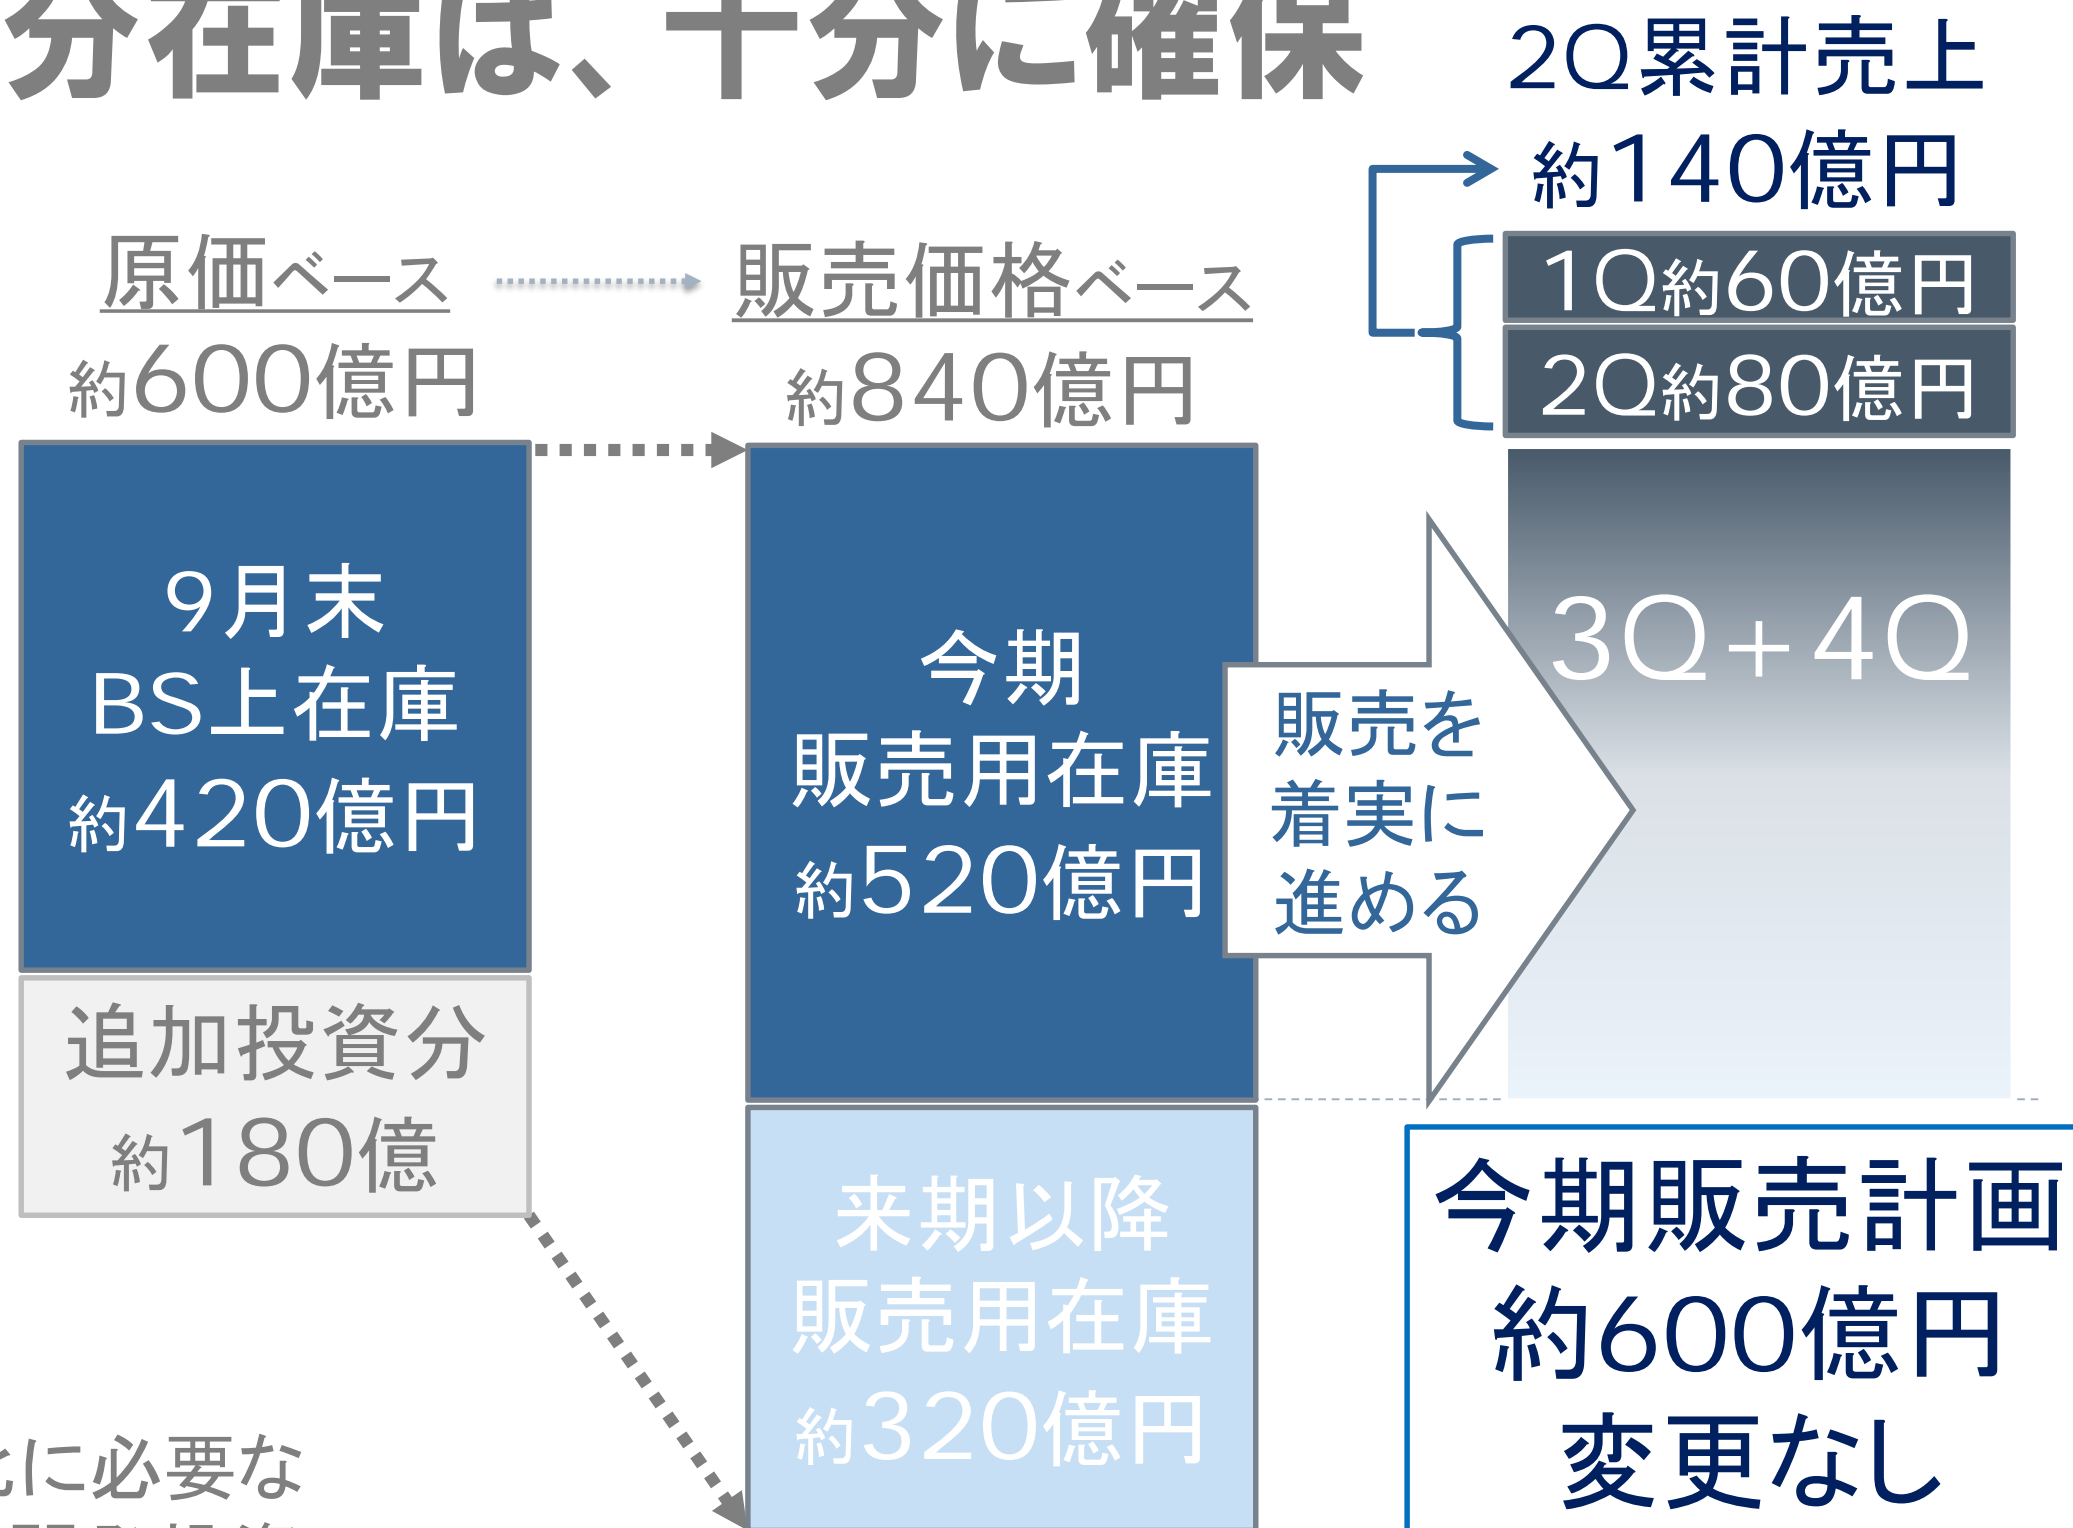 分在庫は、十分に確保
原価ベース
約600億円
9月末
BS上在庫
約420億円
追加投資分
約180億
に必要な
販売価格ベース
約840億円
今期
販売用在庫
約520億円
来期以降
販売用在庫
約320億円
販売を
着実に
進める
2Q累計売上
約140億円
1Q約60億円
2Q約80億円
3Q+4Q
今期販売計画
約600億円
変更なし